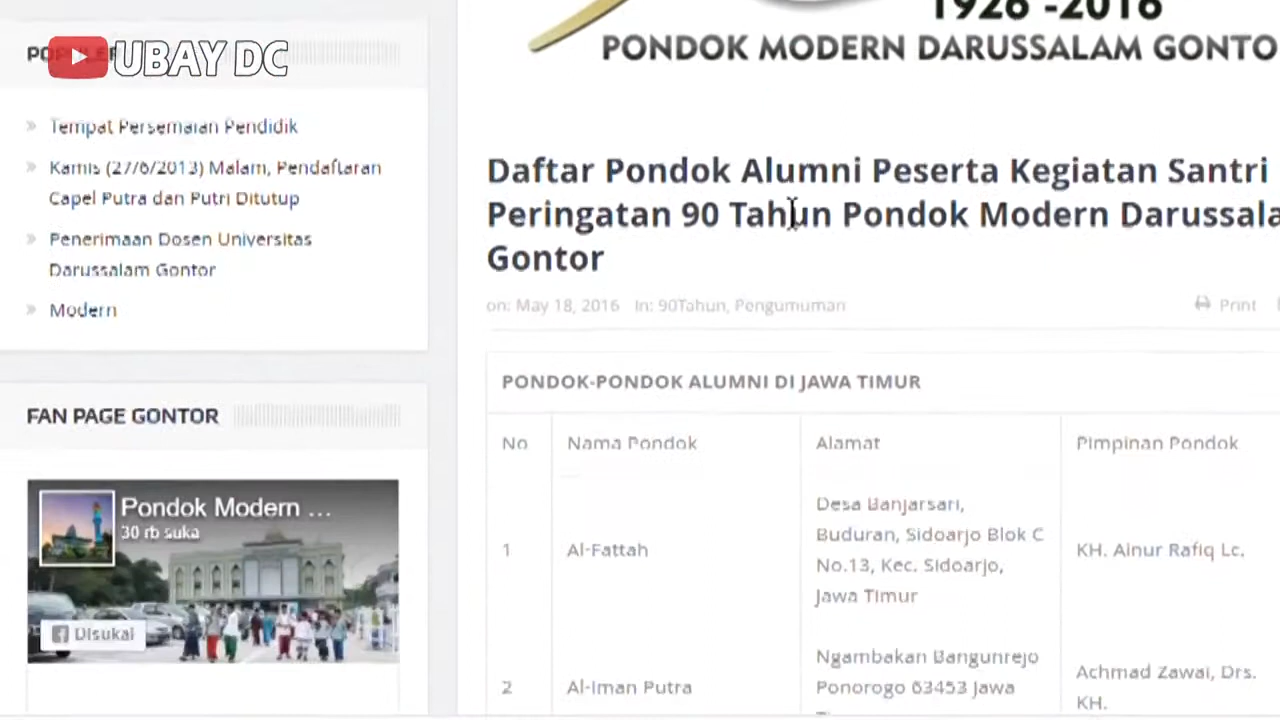 POPULER
UBAY DC
Tempat Persemaian Pendidik
Kamis (27/6/2013) Malam, Pendaftaran
Capel Putra dan Putri Ditutup
Penerimaan Dosen Universitas
Darussalam Gontor
Modern
FAN PAGE GONTOR
Pondok Modern ...
30 rb suka
Disukai
1926 -2016
PONDOK MODERN DARUSSALAM GONTO
Daftar Pondok Alumni Peserta Kegiatan Santri
Peringatan 90 Tahun Pondok Modern Darussala
Gontor
on: May 18, 2016 In: 90Tahun, Pengumuman Print
PONDOK-PONDOK ALUMNI DI JAWA TIMUR
No Nama Pondok Alamat Pimpinan Pondok
Desa Banjarsari,
Buduran, Sidoarjo Blok C
1 Al-Fattah No.13, Kec. Sidoarjo, KH. Ainur Rafiq Lc.
Jawa Timur
Ngambakan Bangunrejo
2 Al-Iman Putra Ponorogo 63453 Jawa Achmad Zawai, Drs.
KH.